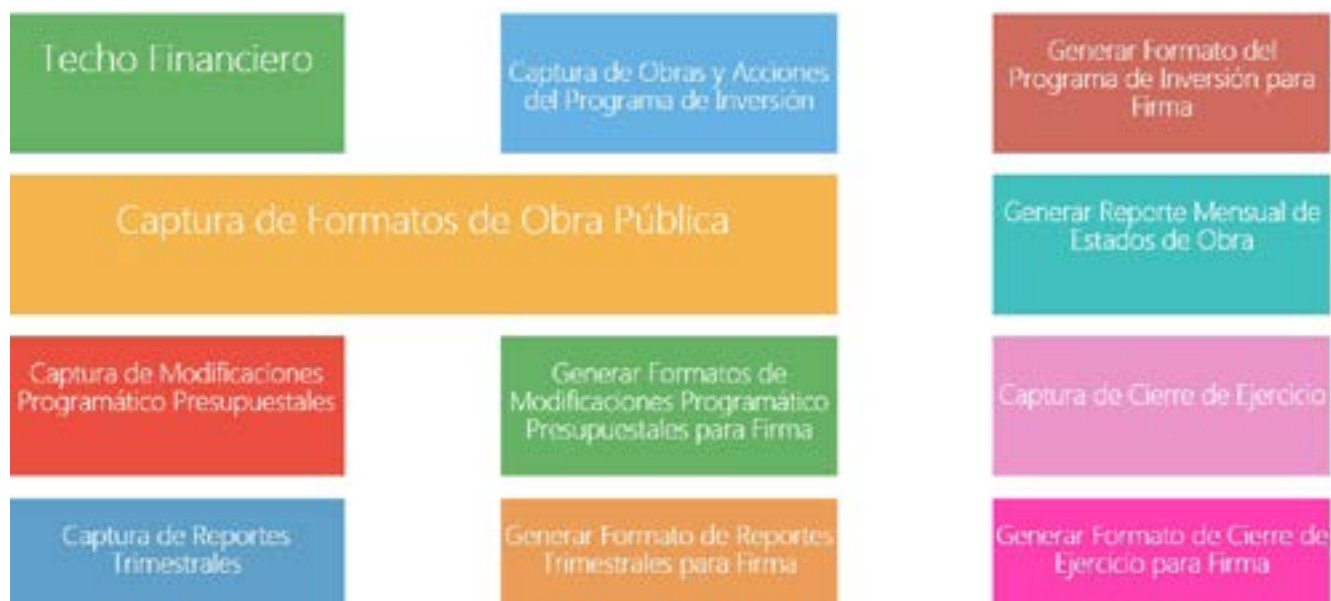 Techo Financiero
Captura de Obras y Acciones
del Programa de Inversión
Generar Formato del
Programa de Inversión para
Firma
Captura de Formatos de Obra Pública
Generar Reporte Mensual de
Estados de Obra
Captura de Modificaciones
Programático Presupuestales
Generar Formatos de
Modificaciones Programático
Presupuestales para Firma
Captura de Cierre de Ejercicio
Captura de Reportes
Trimestrales
Generar Formato de Reportes
Trimestrales para Firma
Generar Formato de Cierre de
Ejercicio para Firma